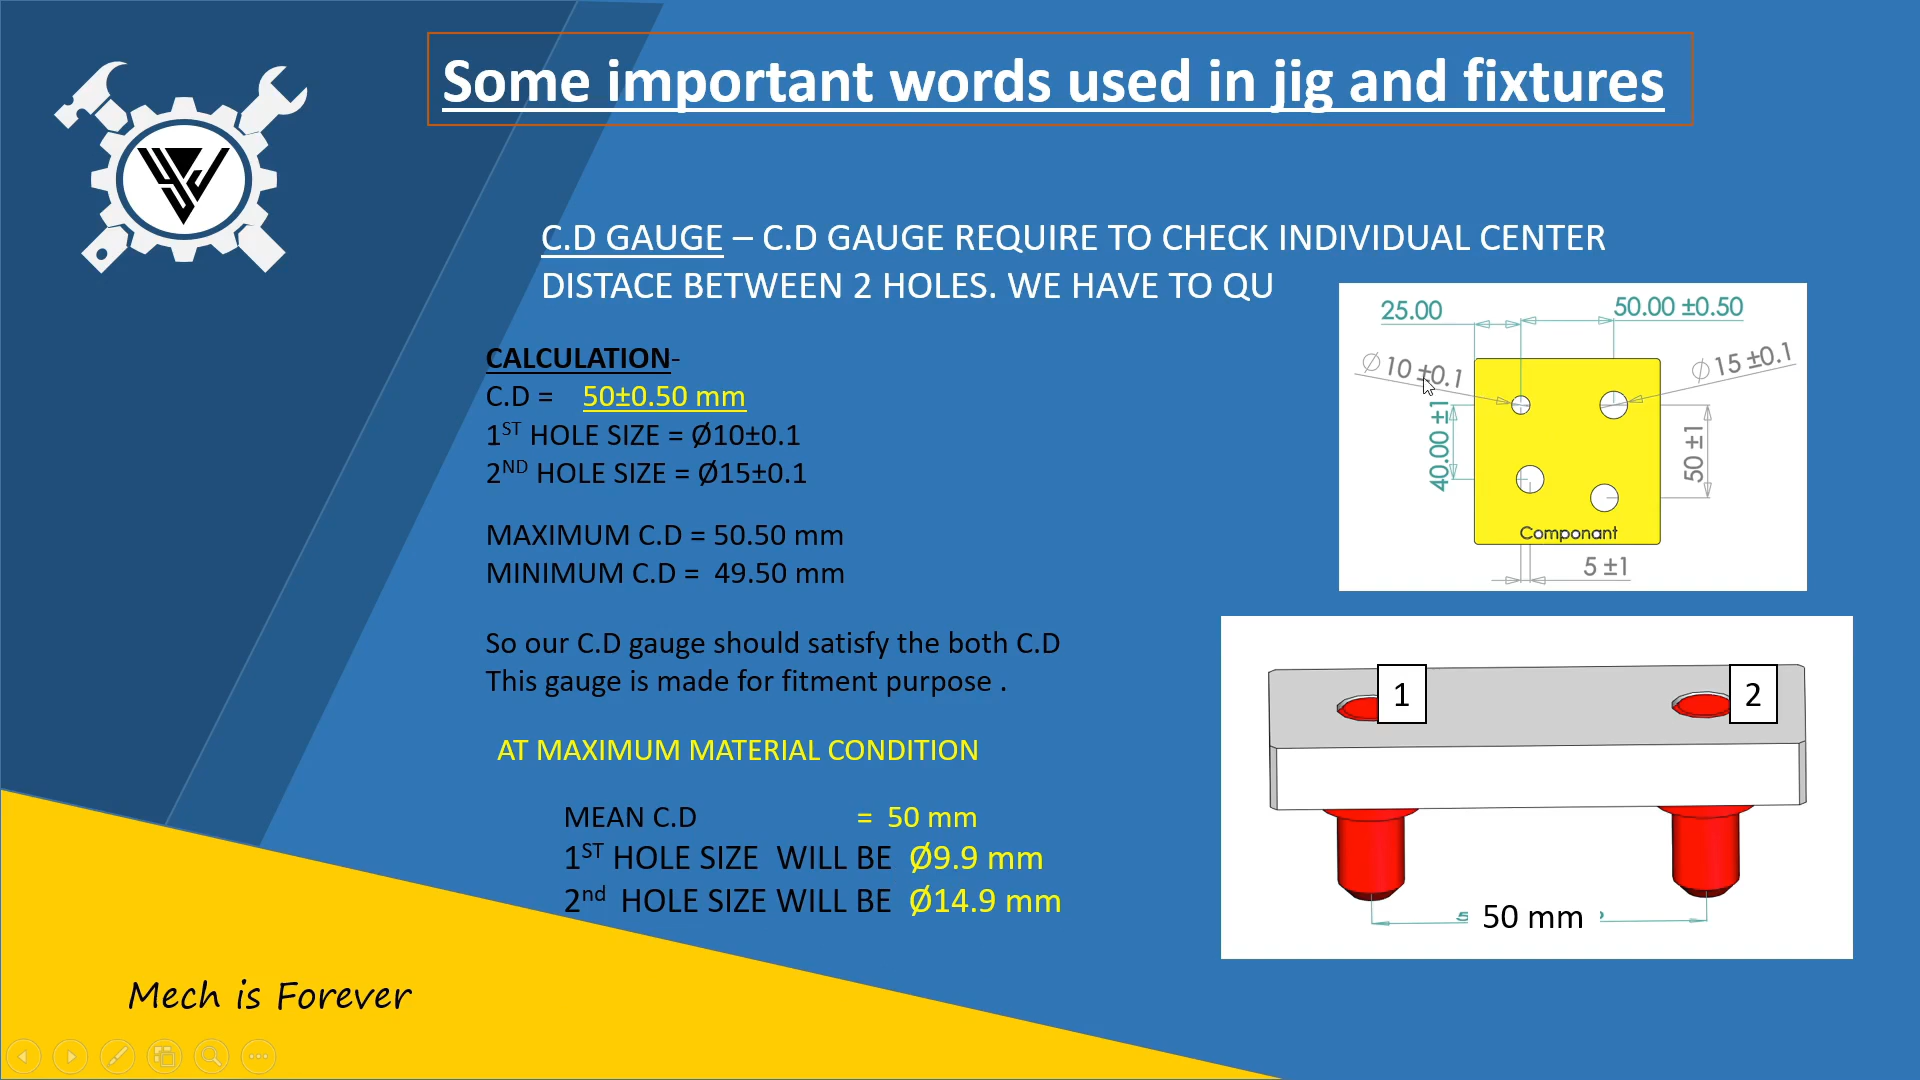 Some important words used in jig and fixtures
C.D GAUGE – C.D GAUGE REQUIRE TO CHECK INDIVIDUAL CENTER
DISTACE BETWEEN 2 HOLES. WE HAVE TO QU
CALCULATION-
C.D = 50±0.50 mm
1ST HOLE SIZE = Ø10±0.1
2ND HOLE SIZE = Ø15±0.1
MAXIMUM C.D = 50.50 mm
MINIMUM C.D = 49.50 mm
So our C.D gauge should satisfy the both C.D
This gauge is made for fitment purpose .
AT MAXIMUM MATERIAL CONDITION
MEAN C.D = 50 mm
1ST HOLE SIZE WILL BE Ø9.9 mm
2nd HOLE SIZE WILL BE Ø14.9 mm
25.00
50.00 ±0.50
Ø 10 ±0.1
Ø 15 ±0.1
40.00 ±1
50 ±1
Componant
5 ±1
1
2
50 mm
Mech is Forever